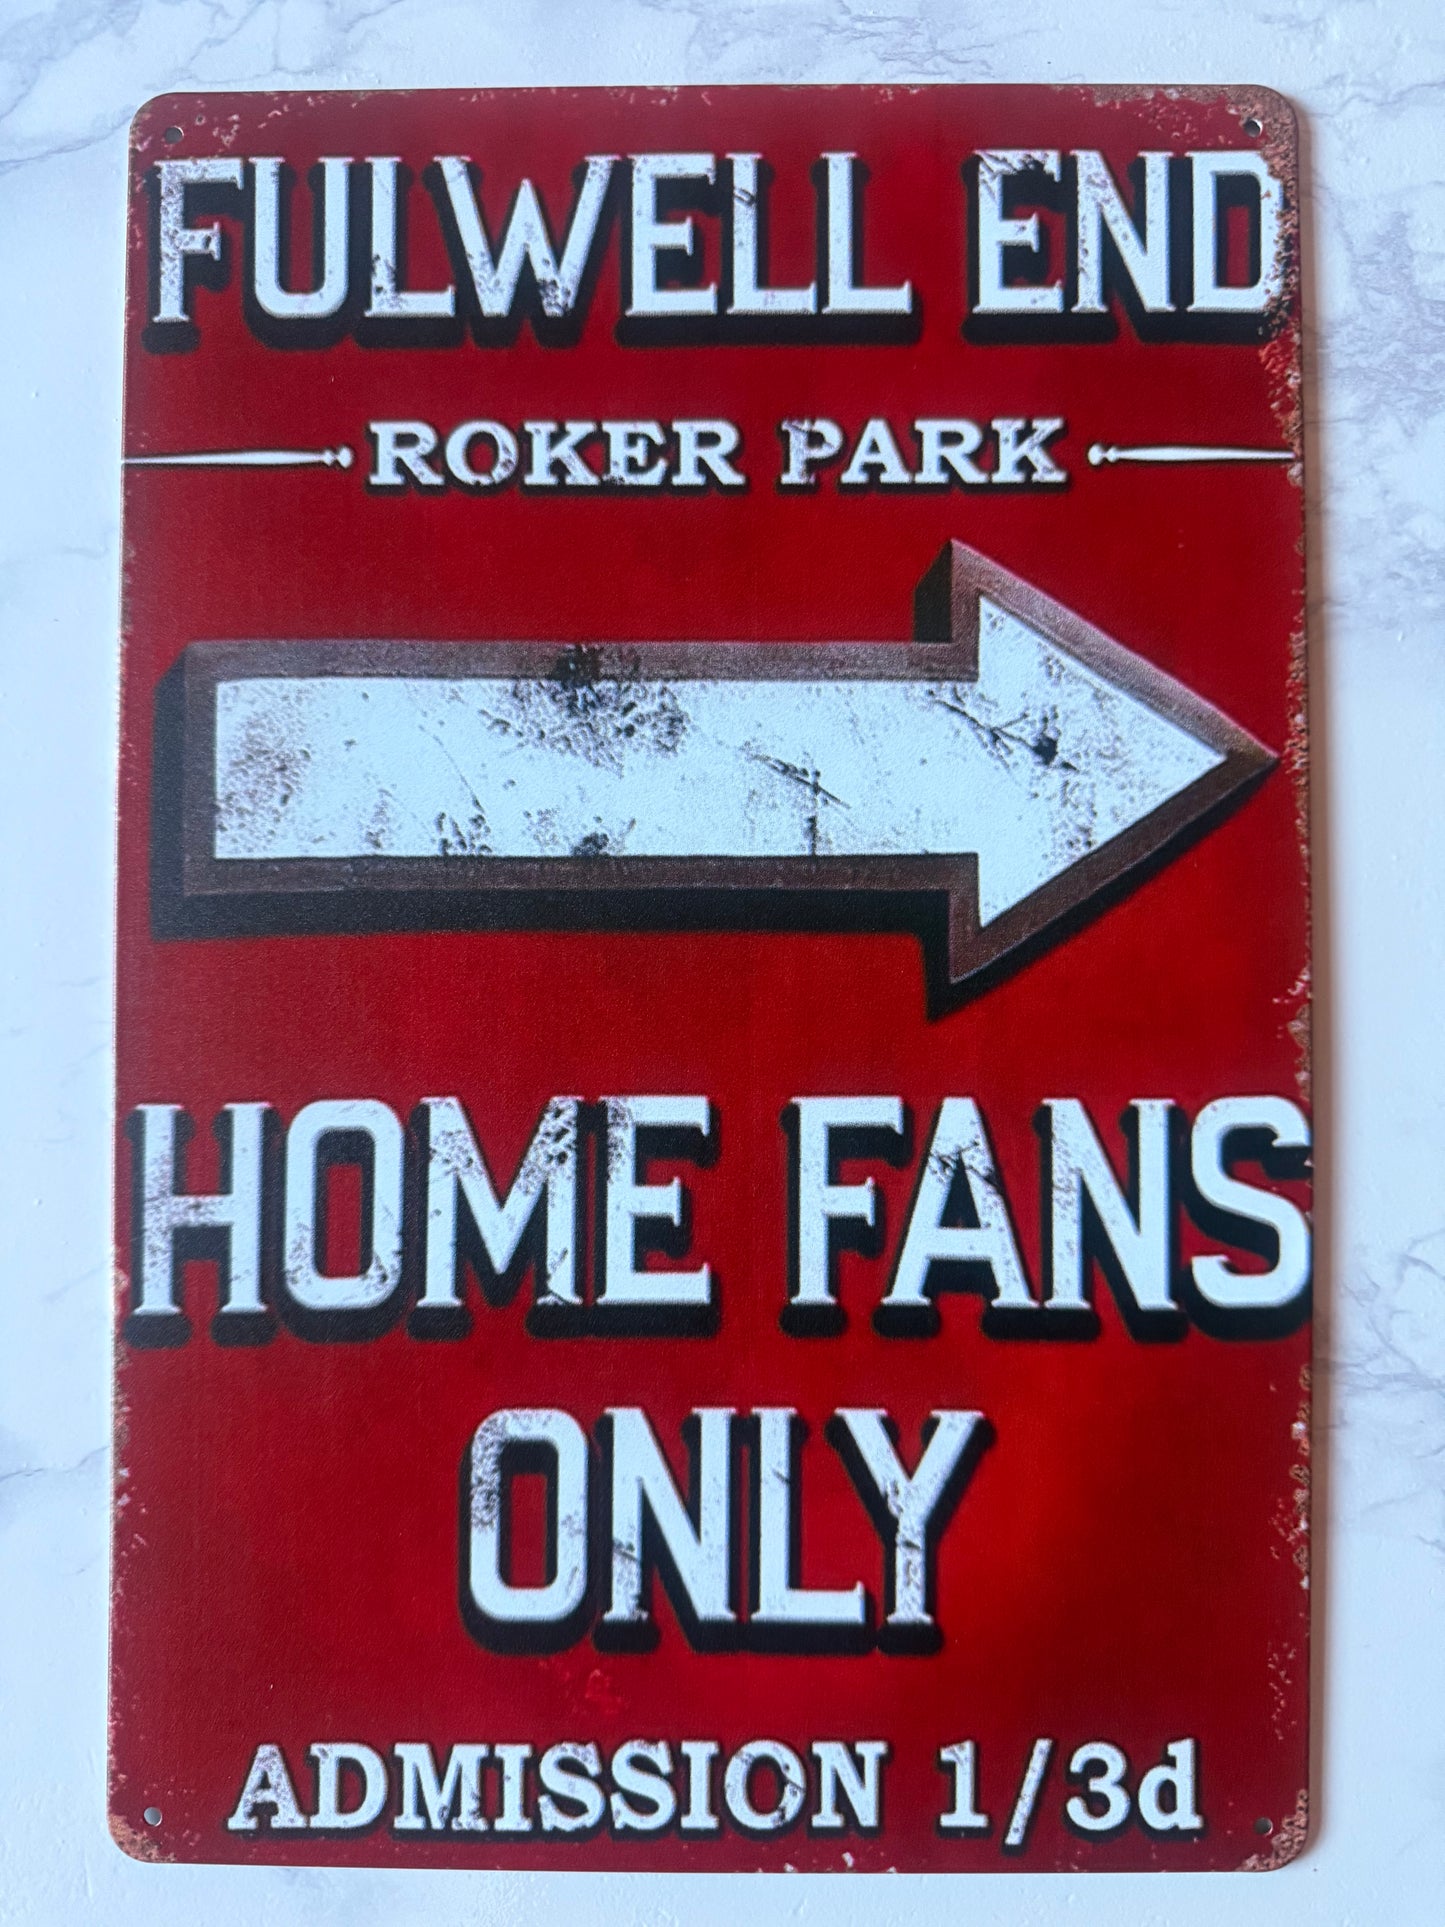 FULWELL END
ROKER PARK
HOME FANS
ONLY
ADMISSION 1/3d